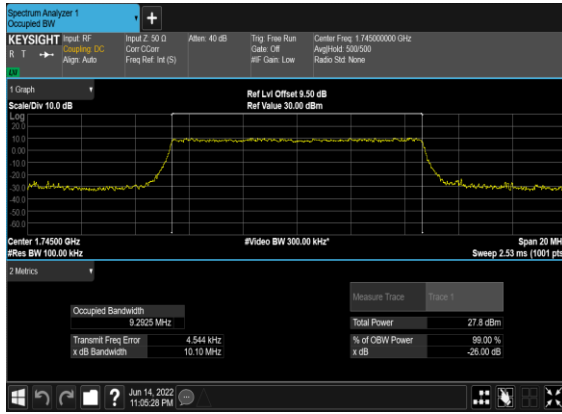 Spectrum Analyzer 1
Occupied BW
+
KEYSIGHT
R T
LXI
Input: RF
Coupling: DC
Align: Auto
Input Z: 50 Ω
Corr CCorr
Freq Ref: Int (S)
Atten: 40 dB
Trig: Free Run
Gate: Off
#IF Gain: Low
Center Freq: 1.745000000 GHz
Avg|Hold: 500/500
Radio Std: None
1 Graph
Scale/Div 10.0 dB
Ref Lvl Offset 9.50 dB
Ref Value 30.00 dBm
Log
20.0
10.0
0.00
-10.0
-20.0
-30.0
-40.0
-50.0
-60.0
Center 1.74500 GHz
#Video BW 300.00 kHz*
Span 20 MH
#Res BW 100.00 kHz
Sweep 2.53 ms (1001 pts
2 Metrics
Measure Trace
Trace 1
Occupied Bandwidth
9.2925 MHz
Total Power
27.8 dBm
Transmit Freq Error
4.544 kHz
% of OBW Power
99.00 %
x dB Bandwidth
10.10 MHz
x dB
-26.00 dB
?
Jun 14, 2022
11:05:28 PM